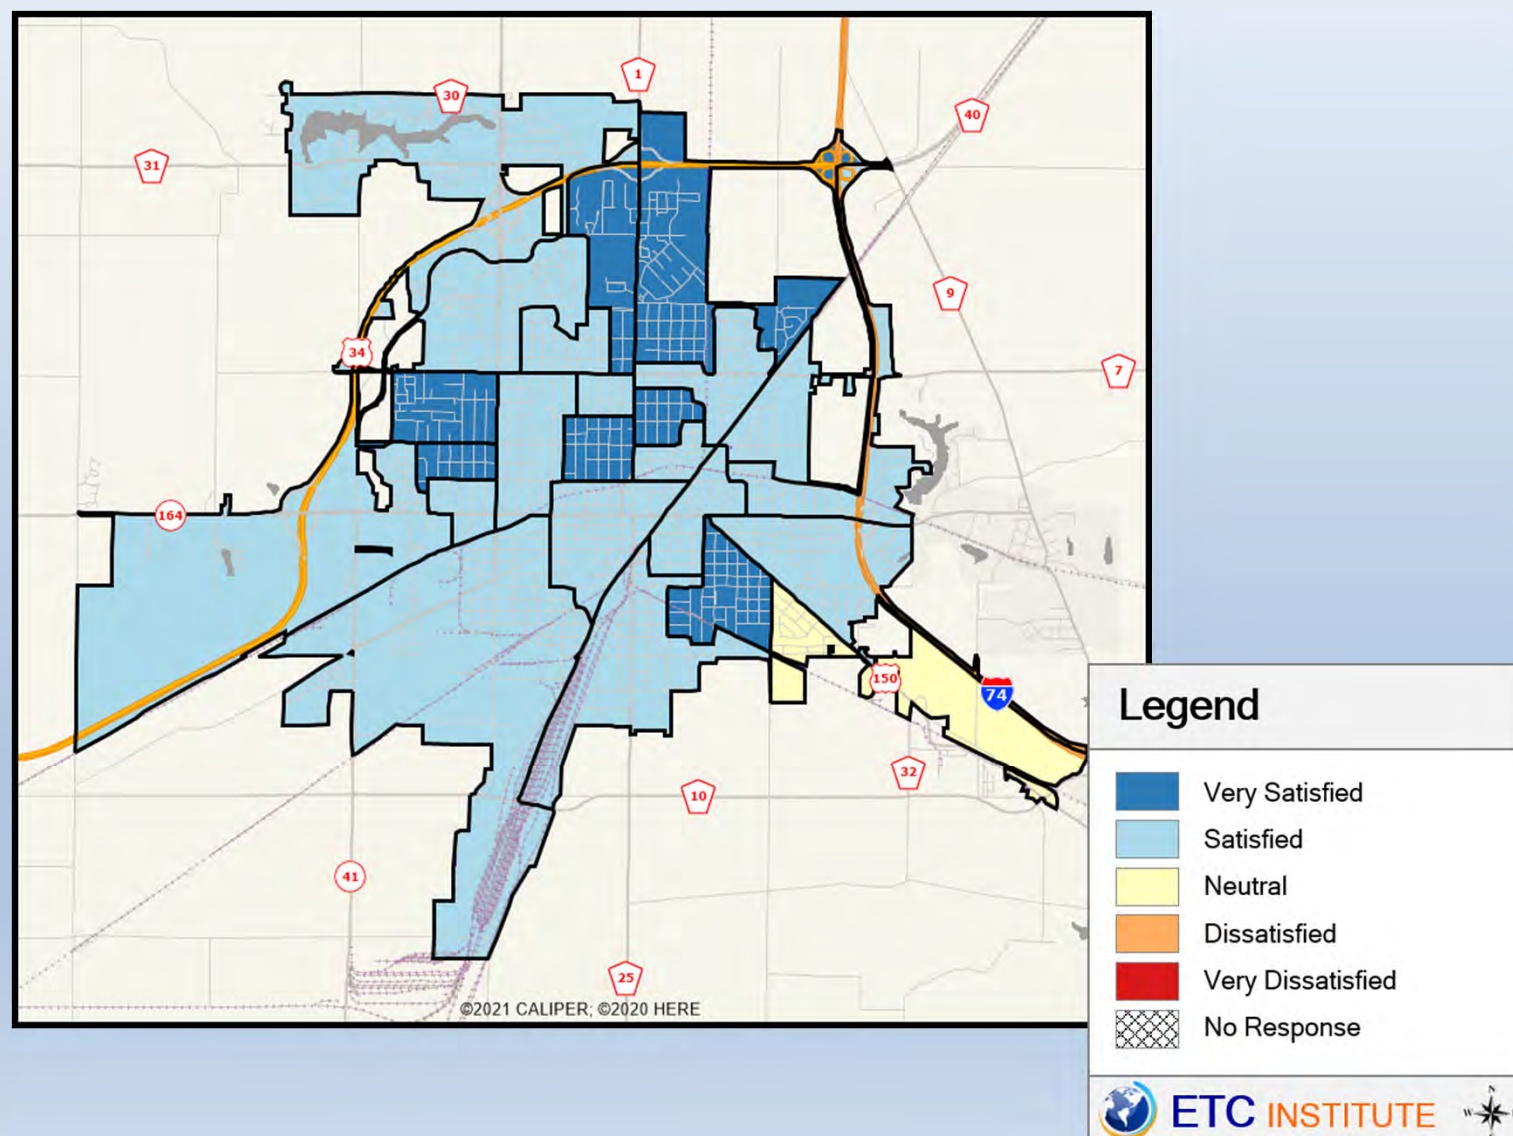 1
30
40
31
9
34
7
164
150
74
32
10
41
25
©2021 CALIPER; ©2020 HERE
Legend
Very Satisfied
Satisfied
Neutral
Dissatisfied
Very Dissatisfied
No Response
ETC INSTITUTE
N
W
S